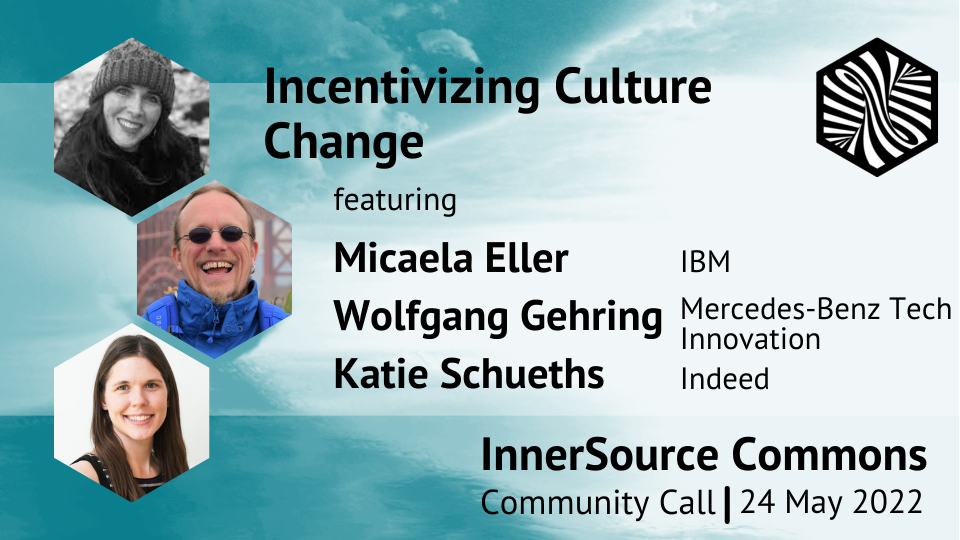 Incentivizing Culture
Change
featuring
Micaela Eller IBM
Wolfgang Gehring Mercedes-Benz Tech
Innovation
Katie Schueths Indeed
InnerSource Commons
Community Call | 24 May 2022